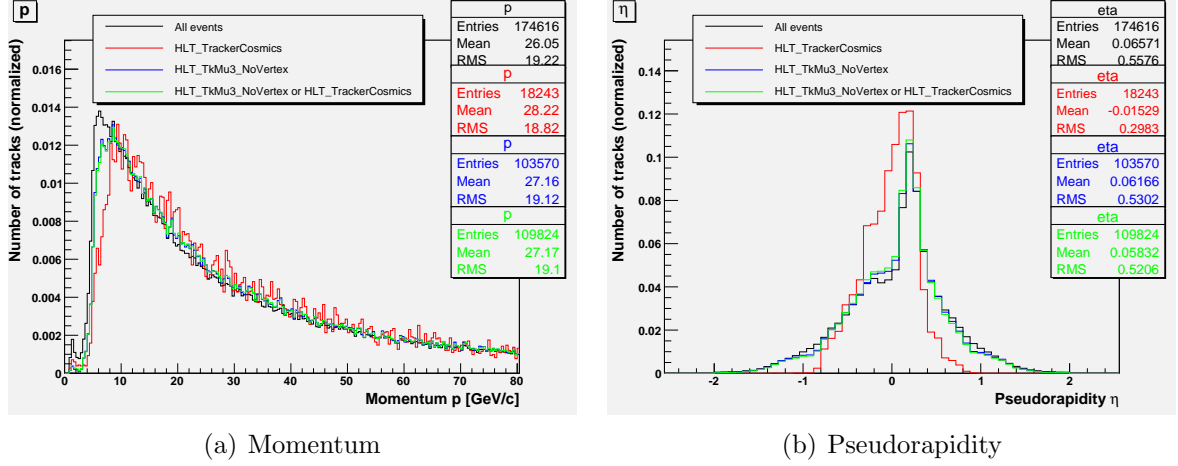 p
All events
HLT_TrackerCosmics
HLT_TkMu3_NoVertex
HLT_TkMu3_NoVertex or HLT_TrackerCosmics
p
Entries 174616
Mean 26.05
RMS 19.22
p
Entries 18243
Mean 28.22
RMS 18.82
p
Entries 103570
Mean 27.16
RMS 19.12
p
Entries 109824
Mean 27.17
RMS 19.1
Number of tracks (normalized)
0.016
0.014
0.012
0.01
0.008
0.006
0.004
0.002
0
0 10 20 30 40 50 60 70 80
Momentum p [GeV/c]
(a) Momentum
η
All events
HLT_TrackerCosmics
HLT_TkMu3_NoVertex
HLT_TkMu3_NoVertex or HLT_TrackerCosmics
eta
Entries 174616
Mean 0.06571
RMS 0.5576
eta
Entries 18243
Mean -0.01529
RMS 0.2983
eta
Entries 103570
Mean 0.06166
RMS 0.5302
eta
Entries 109824
Mean 0.05832
RMS 0.5206
Number of tracks (normalized)
0.14
0.12
0.1
0.08
0.06
0.04
0.02
0
-2 -1 0 1 2
Pseudorapidity η
(b) Pseudorapidity